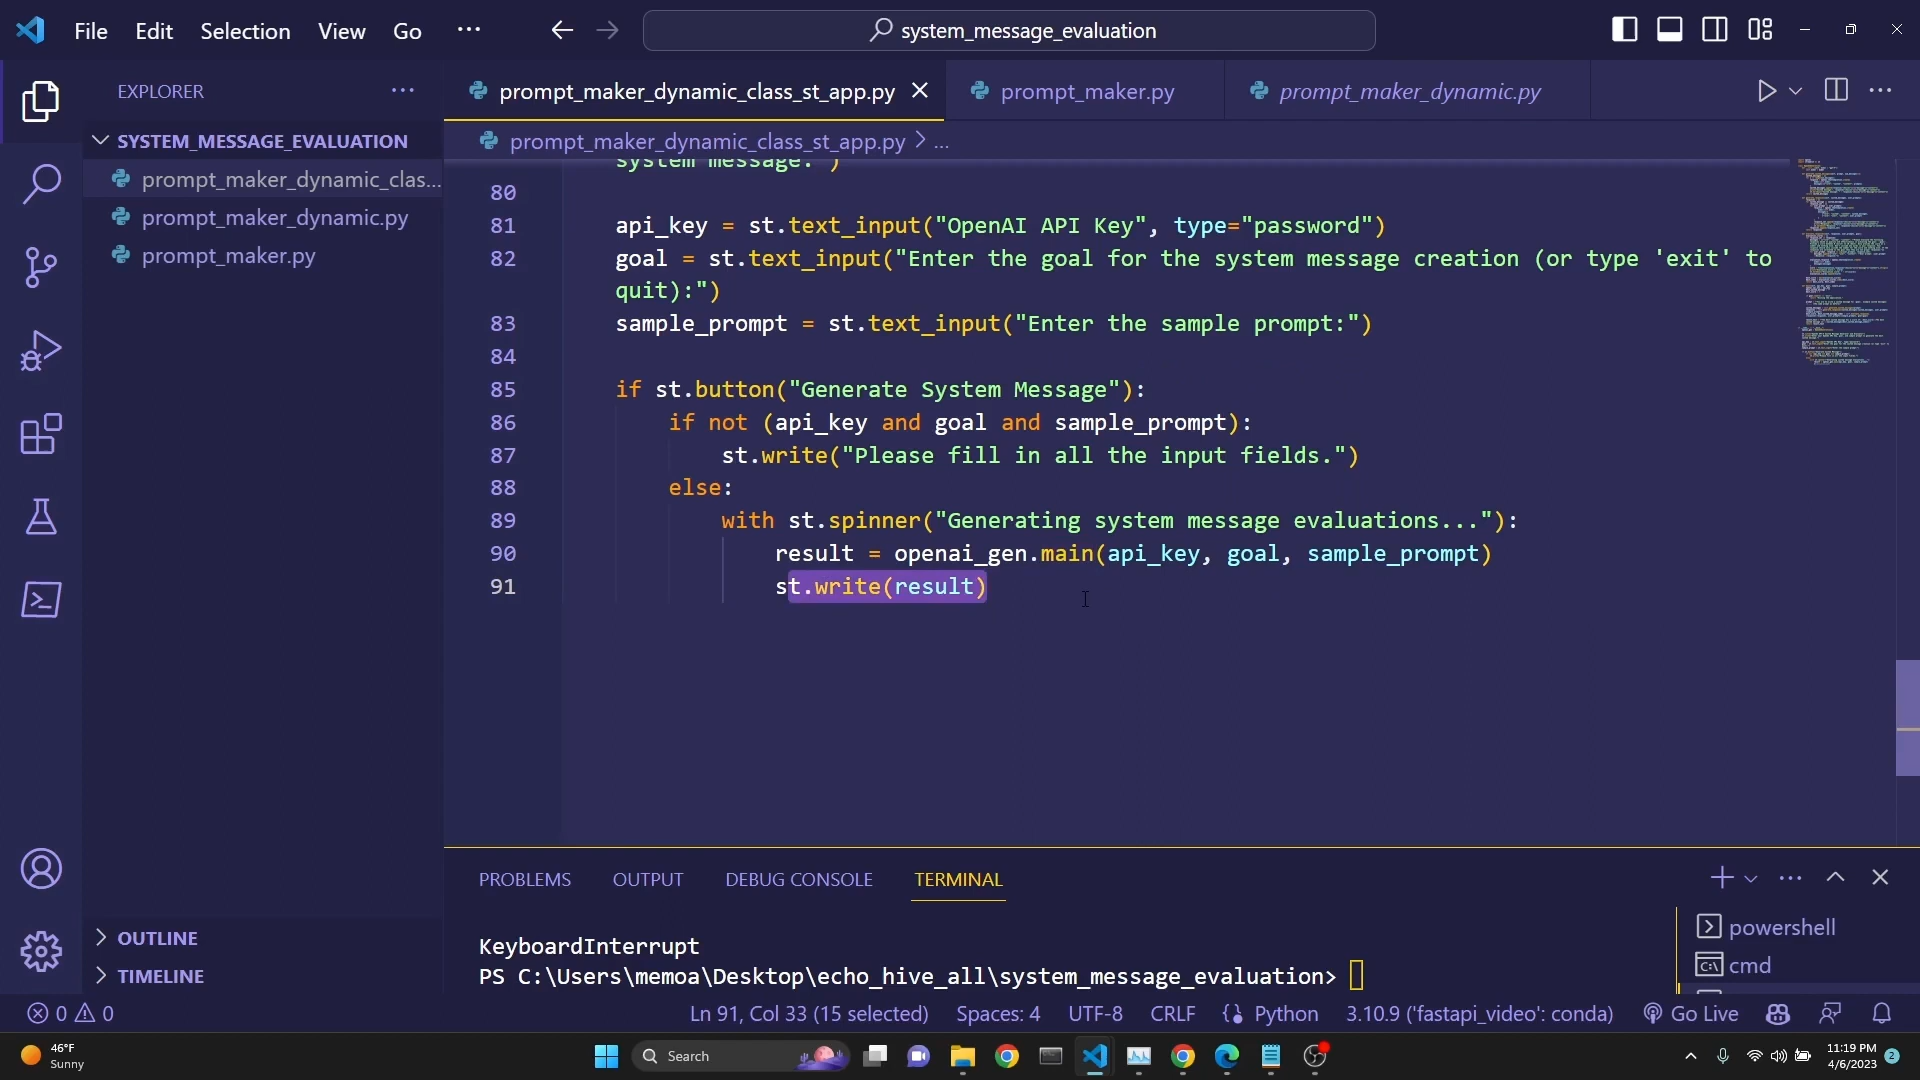 File Edit Selection View Go ...
system_message_evaluation
EXPLORER
SYSTEM_MESSAGE_EVALUATION
prompt_maker_dynamic_clas...
prompt_maker_dynamic.py
prompt_maker.py
OUTLINE
TIMELINE
prompt_maker_dynamic_class_st_app.py
prompt_maker.py
prompt_maker_dynamic.py
prompt_maker_dynamic_class_st_app.py > ...
system message. ")
80
81 api_key = st.text_input("OpenAI API Key", type="password")
82 goal = st.text_input("Enter the goal for the system message creation (or type 'exit' to
quit):")
83 sample_prompt = st.text_input("Enter the sample prompt:")
84
85 if st.button("Generate System Message"):
86 if not (api_key and goal and sample_prompt):
87 st.write("Please fill in all the input fields.")
88 else:
89 with st.spinner("Generating system message evaluations..."):
90 result = openai_gen.main(api_key, goal, sample_prompt)
91 st.write(result)
PROBLEMS OUTPUT DEBUG CONSOLE TERMINAL
KeyboardInterrupt
PS C:\Users\memoa\Desktop\echo_hive_all\system_message_evaluation>
powershell
cmd
0 0
Ln 91, Col 33 (15 selected) Spaces: 4 UTF-8 CRLF Python 3.10.9 ('fastapi_video': conda) Go Live
46°F
Sunny
Search
11:19 PM
4/6/2023
2